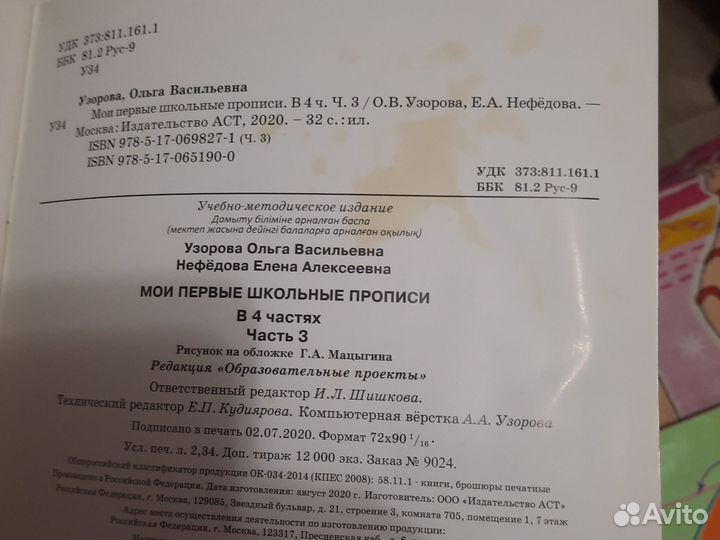 УДК 373:811.161.1
ББК 81.2 Рус-9
У34
Узорова, Ольга Васильевна
У34 Мои первые школьные прописи. В 4 ч. Ч. 3 / О.В. Узорова, Е.А. Нефёдова. —
Москва: Издательство АСТ, 2020. – 32 с.: ил.
ISBN 978-5-17-069827-1 (Ч. 3)
ISBN 978-5-17-065190-0
УДК 373:811.161.1
ББК 81.2 Рус-9
Учебно-методическое издание
Дамыту біліміне арналған баспа
(мектеп жасына дейінгі балаларға арналған оқылық)
Узорова Ольга Васильевна
Нефёдова Елена Алексеевна
МОИ ПЕРВЫЕ ШКОЛЬНЫЕ ПРОПИСИ
В 4 частях
Часть 3
Рисунок на обложке Г.А. Мацыгина
Редакция «Образовательные проекты»
Ответственный редактор И.Л. Шишкова.
Технический редактор Е.П. Кудиярова. Компьютерная вёрстка А.А. Узорова
Подписано в печать 02.07.2020. Формат 72х90 1/16.
Усл. печ. л. 2,34. Доп. тираж 12 000 экз. Заказ № 9024.
Общероссийский классификатор продукции ОК-034-2014 (КПЕС 2008): 58.11.1 - книги, брошюры печатные
Произведено в Российской Федерации. Дата изготовления: август 2020 г. Изготовитель: ООО «Издательство АСТ»
Российская Федерация, г. Москва, 129085, Звездный бульвар, д. 21, строение 3, комната 705, помещение 1, 7 этаж
Адрес места осуществления деятельности по изготовлению продукции:
Российская Федерация, г. Москва, 123317, Пресненская наб., д. 6,
Avito